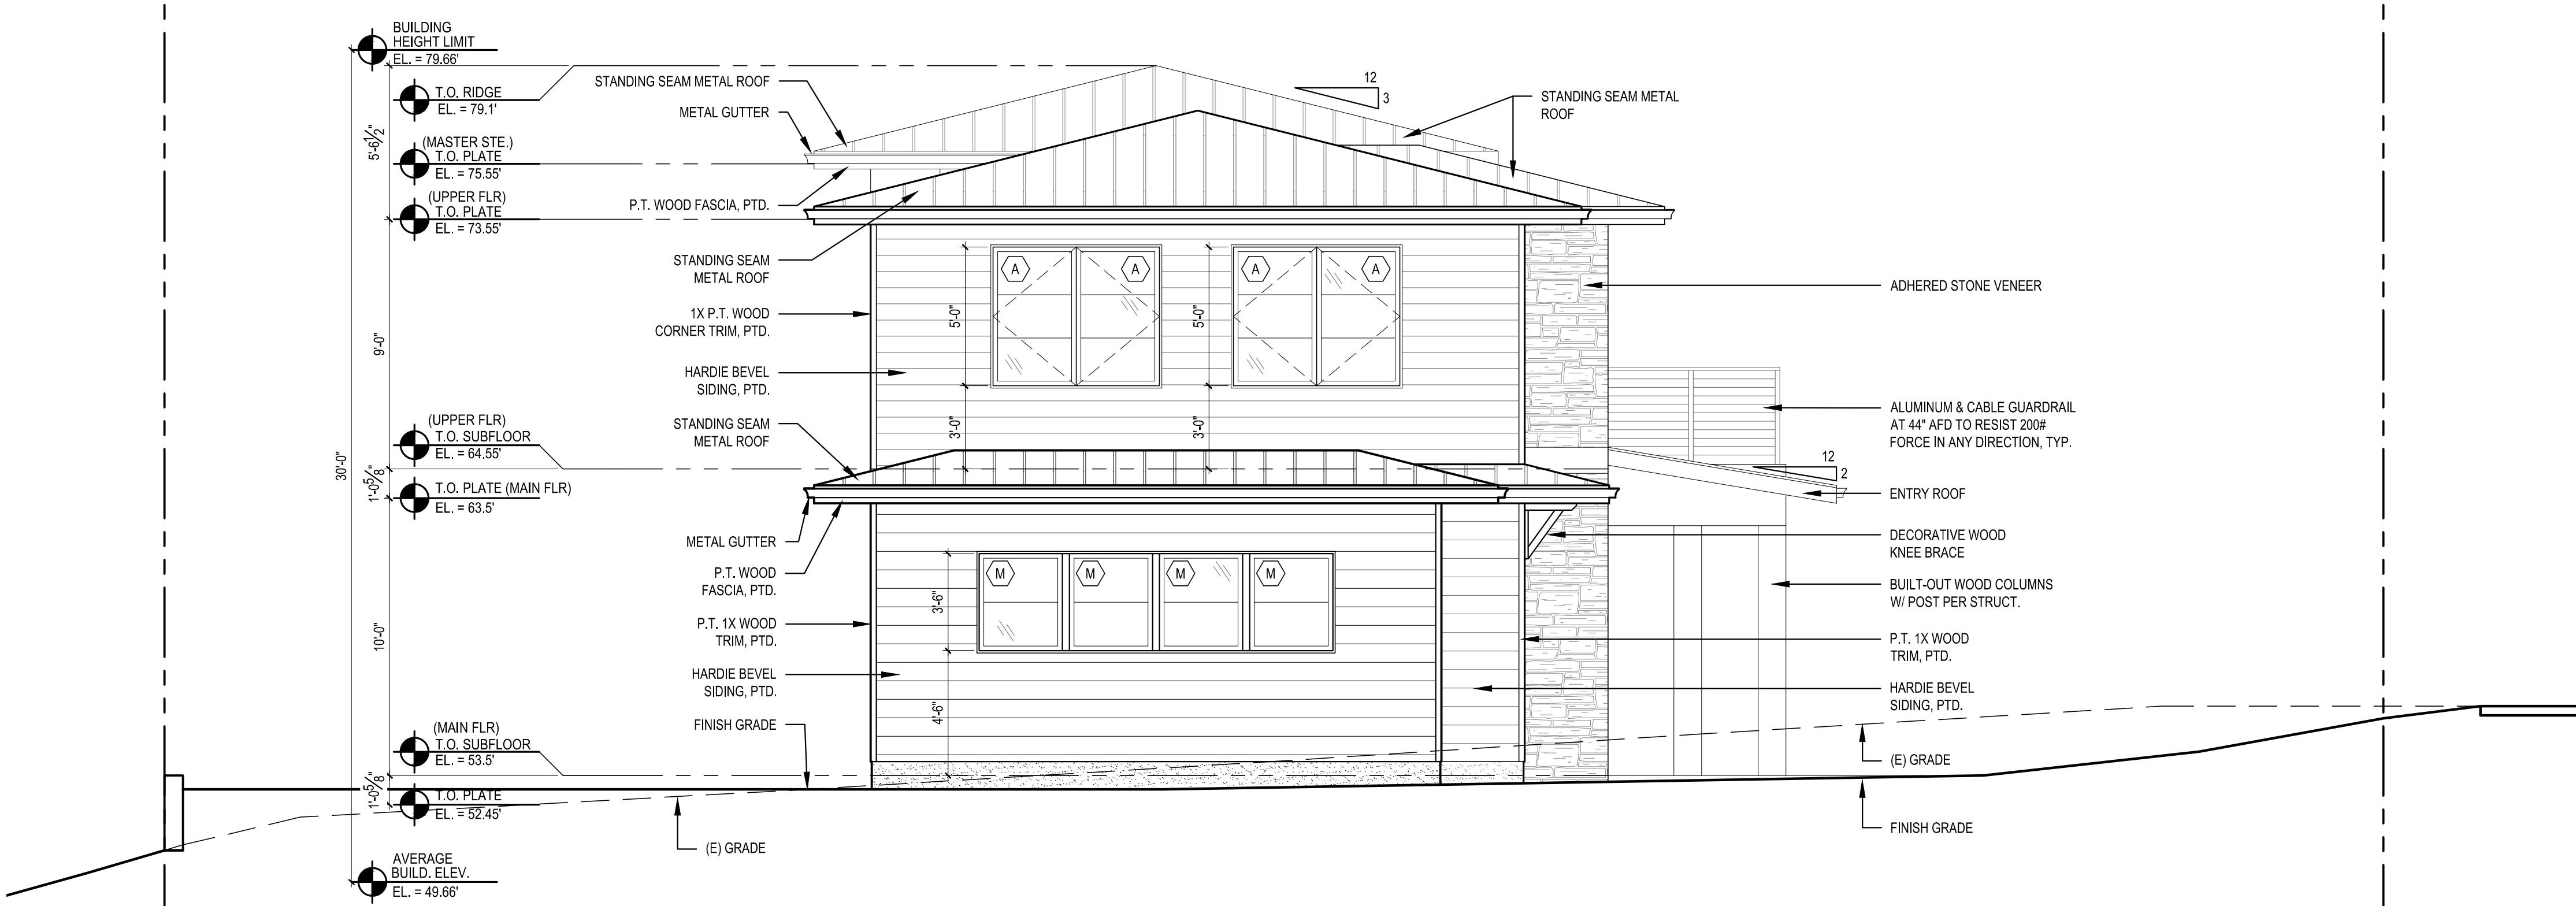 BUILDING
HEIGHT LIMIT
EL. = 79.66'
T.O. RIDGE
EL. = 79.1'
(MASTER STE.)
T.O. PLATE
EL. = 75.55'
(UPPER FLR)
T.O. PLATE
EL. = 73.55'
(UPPER FLR)
T.O. SUBFLOOR
EL. = 64.55'
T.O. PLATE (MAIN FLR)
EL. = 63.5'
(MAIN FLR)
T.O. SUBFLOOR
EL. = 53.5'
T.O. PLATE
EL. = 52.45'
AVERAGE
BUILD. ELEV.
EL. = 49.66'
30'-0"
5'-6 1/2"
9'-0"
1'-0 5/8"
10'-0"
1'-0 5/8"
STANDING SEAM METAL ROOF
METAL GUTTER
P.T. WOOD FASCIA, PTD.
STANDING SEAM
METAL ROOF
1X P.T. WOOD
CORNER TRIM, PTD.
HARDIE BEVEL
SIDING, PTD.
STANDING SEAM
METAL ROOF
METAL GUTTER
P.T. WOOD
FASCIA, PTD.
P.T. 1X WOOD
TRIM, PTD.
HARDIE BEVEL
SIDING, PTD.
FINISH GRADE
(E) GRADE
A
A
A
A
5'-0"
5'-0"
3'-0"
3'-0"
M
M
M
M
3'-6"
4'-6"
12
3
STANDING SEAM METAL
ROOF
ADHERED STONE VENEER
ALUMINUM & CABLE GUARDRAIL
AT 44" AFD TO RESIST 200#
FORCE IN ANY DIRECTION, TYP.
12
2
ENTRY ROOF
DECORATIVE WOOD
KNEE BRACE
BUILT-OUT WOOD COLUMNS
W/ POST PER STRUCT.
P.T. 1X WOOD
TRIM, PTD.
HARDIE BEVEL
SIDING, PTD.
(E) GRADE
FINISH GRADE